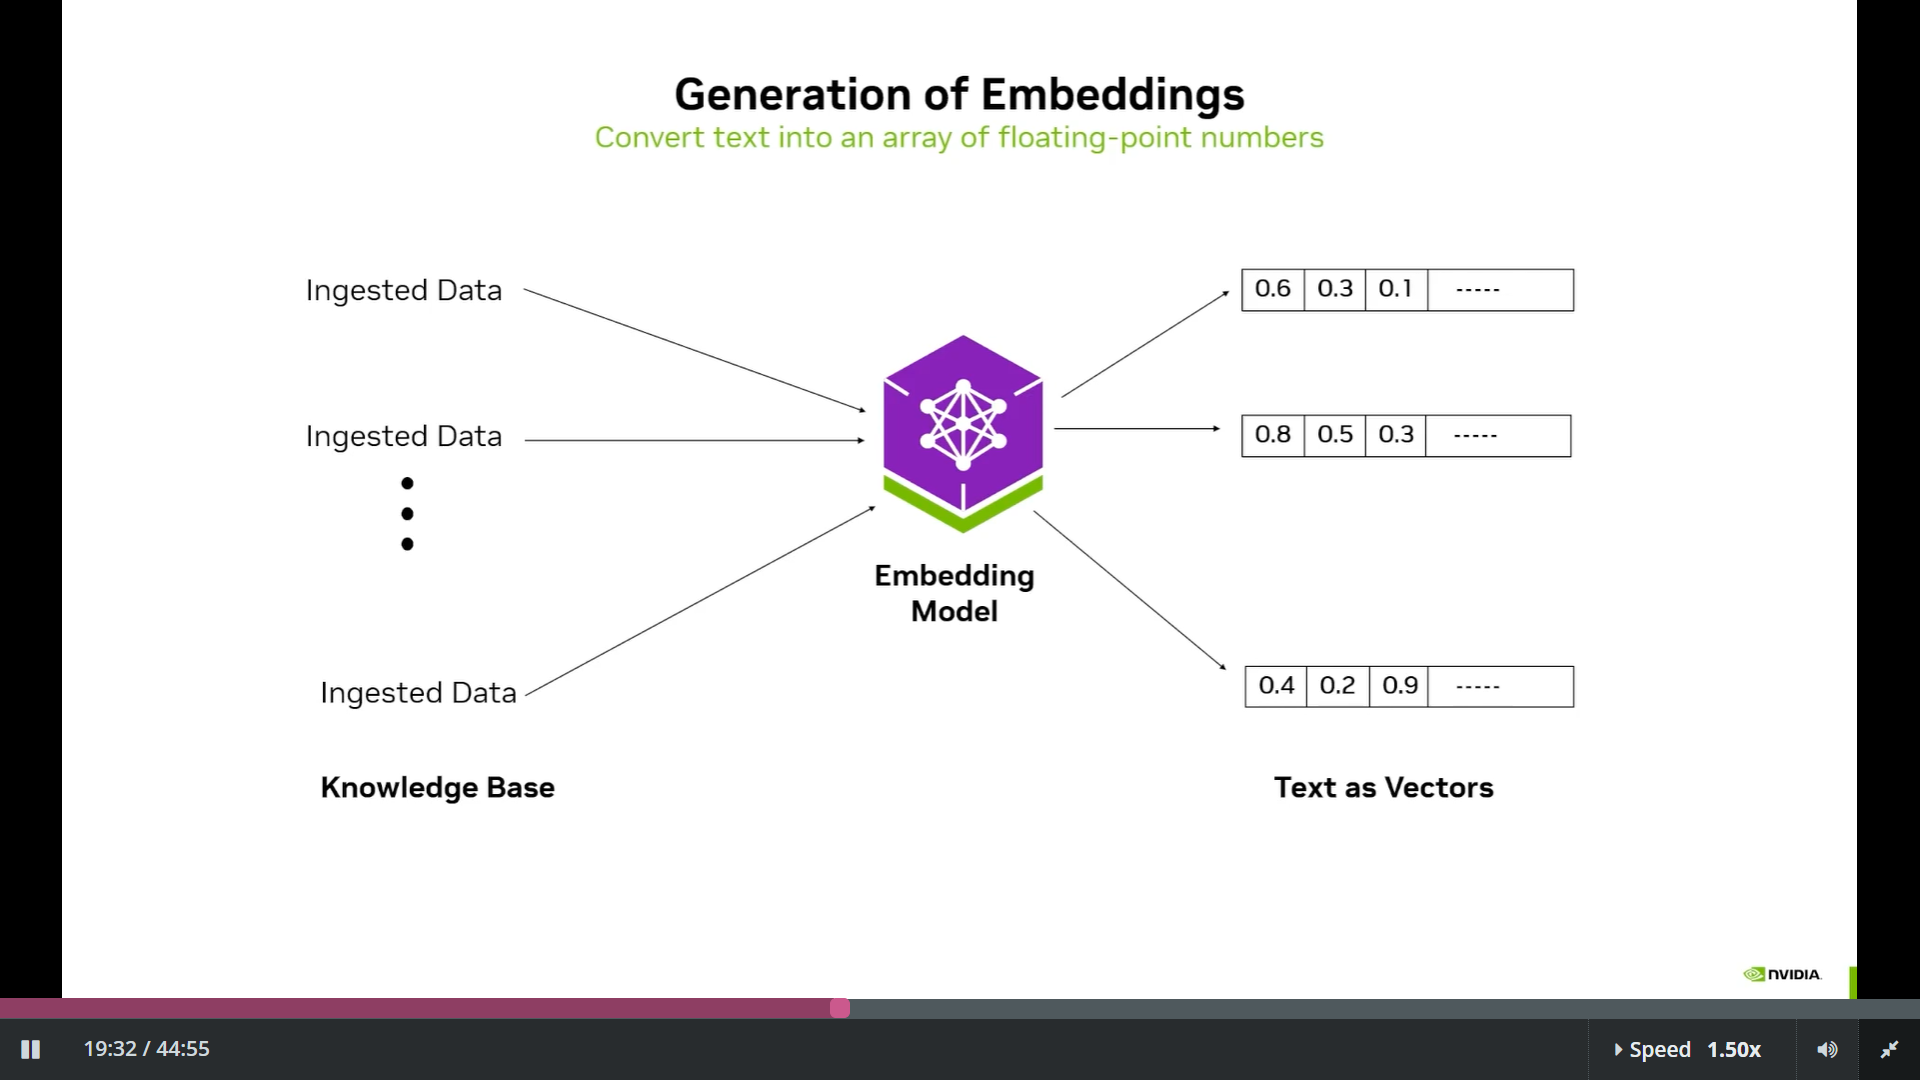 Generation of Embeddings
Convert text into an array of floating-point numbers
Ingested Data
0.6 0.3 0.1 -----
Ingested Data
0.8 0.5 0.3 -----
Embedding
Model
Ingested Data
0.4 0.2 0.9 -----
Knowledge Base
Text as Vectors
NVIDIA.
19:32 / 44:55
Speed 1.50x